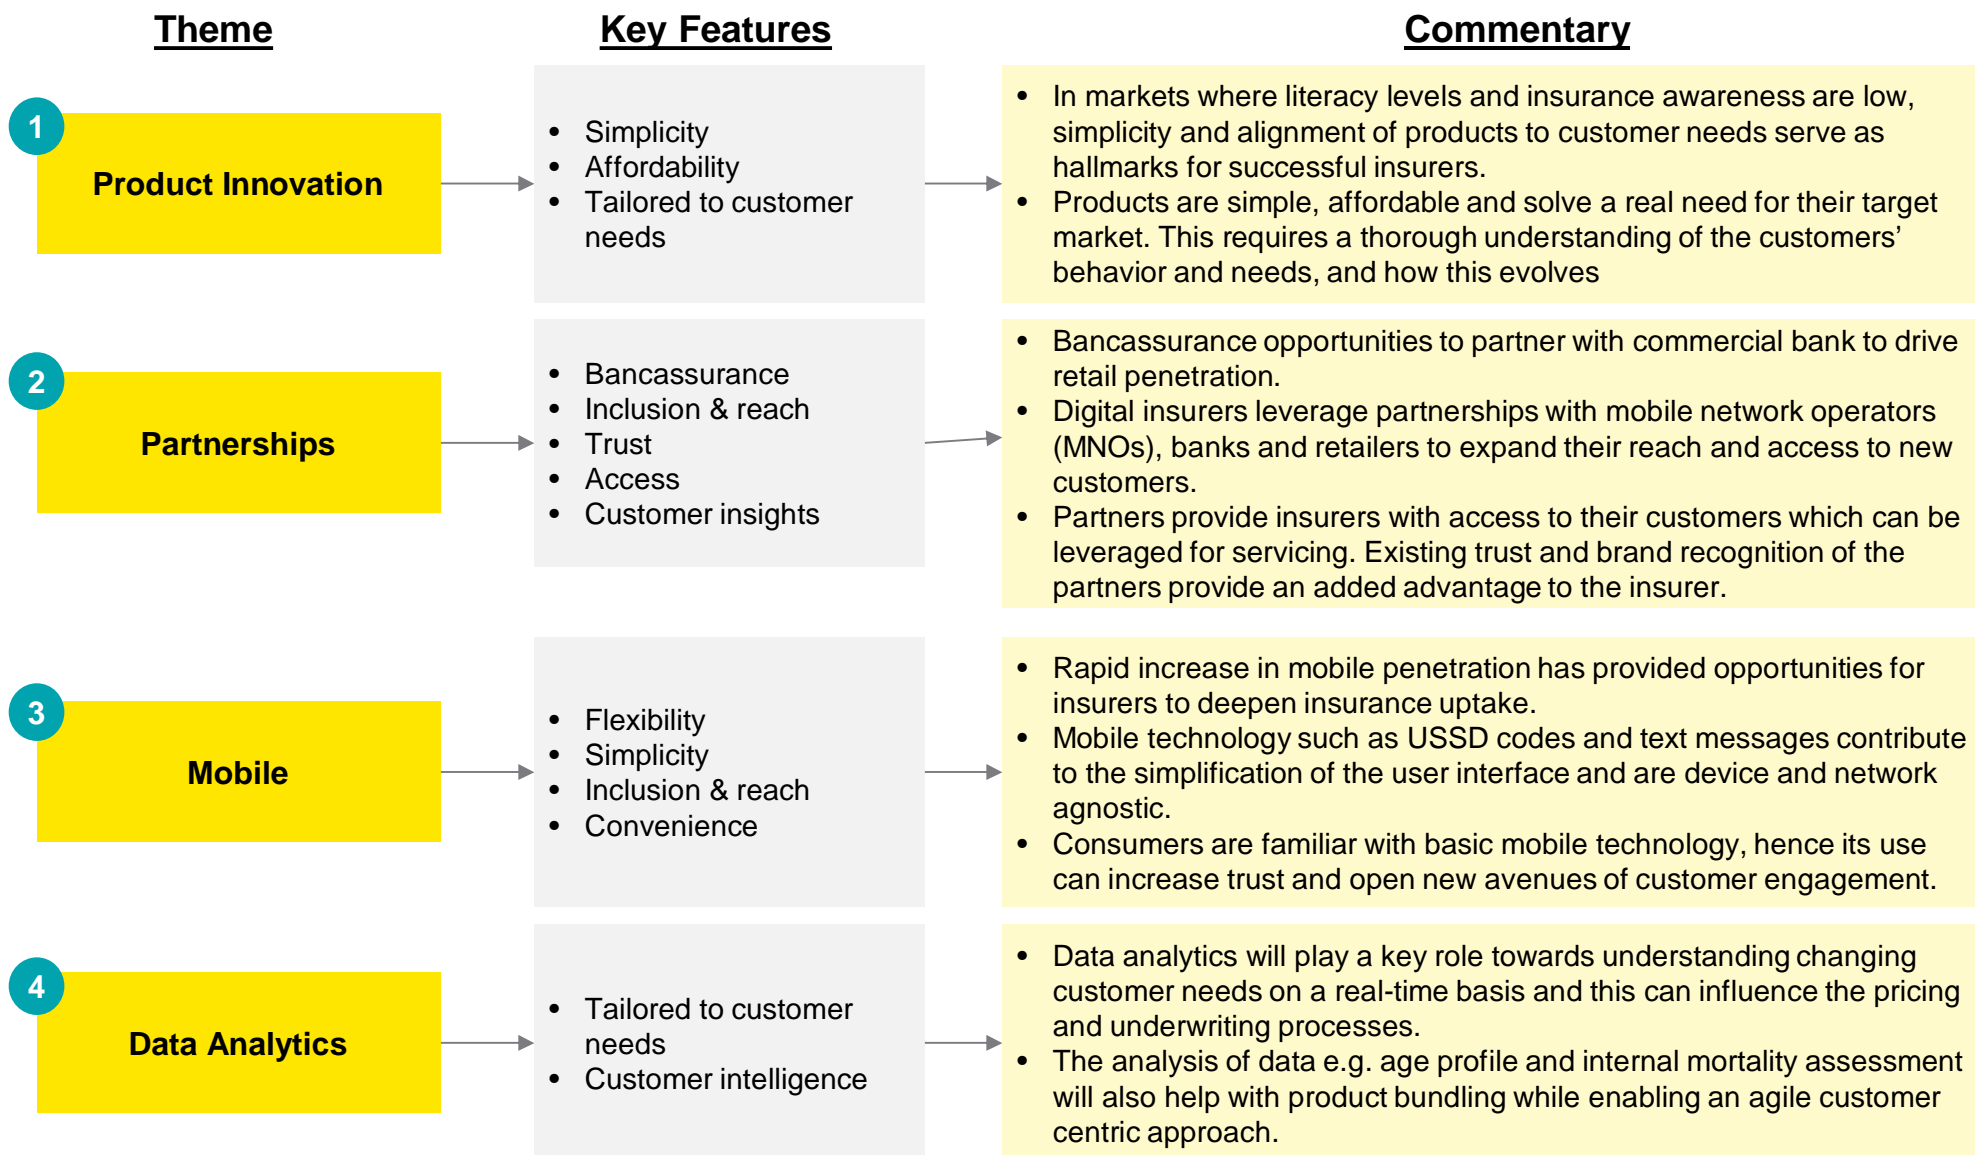 Theme
Key Features
Commentary
1
Product Innovation
• Simplicity
• Affordability
• Tailored to customer
needs
• In markets where literacy levels and insurance awareness are low,
simplicity and alignment of products to customer needs serve as
hallmarks for successful insurers.
• Products are simple, affordable and solve a real need for their target
market. This requires a thorough understanding of the customers’
behavior and needs, and how this evolves
2
Partnerships
• Bancassurance
• Inclusion & reach
• Trust
• Access
• Customer insights
• Bancassurance opportunities to partner with commercial bank to drive
retail penetration.
• Digital insurers leverage partnerships with mobile network operators
(MNOs), banks and retailers to expand their reach and access to new
customers.
• Partners provide insurers with access to their customers which can be
leveraged for servicing. Existing trust and brand recognition of the
partners provide an added advantage to the insurer.
3
Mobile
• Flexibility
• Simplicity
• Inclusion & reach
• Convenience
• Rapid increase in mobile penetration has provided opportunities for
insurers to deepen insurance uptake.
• Mobile technology such as USSD codes and text messages contribute
to the simplification of the user interface and are device and network
agnostic.
• Consumers are familiar with basic mobile technology, hence its use
can increase trust and open new avenues of customer engagement.
4
Data Analytics
• Tailored to customer
needs
• Customer intelligence
• Data analytics will play a key role towards understanding changing
customer needs on a real-time basis and this can influence the pricing
and underwriting processes.
• The analysis of data e.g. age profile and internal mortality assessment
will also help with product bundling while enabling an agile customer
centric approach.